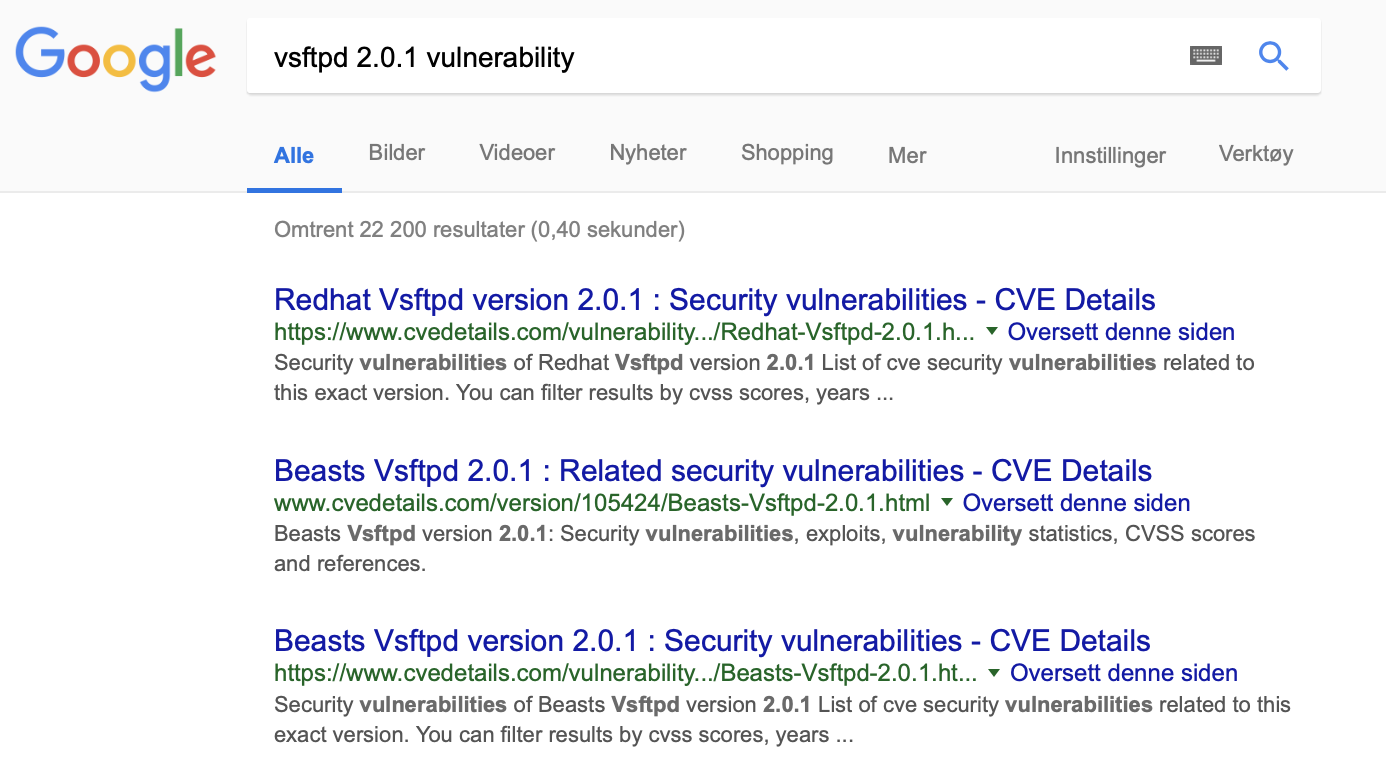 Google
vsftpd 2.0.1 vulnerability
Alle Bilder Videoer Nyheter Shopping Mer Innstillinger Verktøy
Omtrent 22 200 resultater (0,40 sekunder)
Redhat Vsftpd version 2.0.1 : Security vulnerabilities - CVE Details
https://www.cvedetails.com/vulnerability.../Redhat-Vsftpd-2.0.1.h... ▼ Oversett denne siden
Security vulnerabilities of Redhat Vsftpd version 2.0.1 List of cve security vulnerabilities related to
this exact version. You can filter results by cvss scores, years ...
Beasts Vsftpd 2.0.1 : Related security vulnerabilities - CVE Details
www.cvedetails.com/version/105424/Beasts-Vsftpd-2.0.1.html ▼ Oversett denne siden
Beasts Vsftpd version 2.0.1: Security vulnerabilities, exploits, vulnerability statistics, CVSS scores
and references.
Beasts Vsftpd version 2.0.1 : Security vulnerabilities - CVE Details
https://www.cvedetails.com/vulnerability.../Beasts-Vsftpd-2.0.1.ht... ▼ Oversett denne siden
Security vulnerabilities of Beasts Vsftpd version 2.0.1 List of cve security vulnerabilities related to this
exact version. You can filter results by cvss scores, years ...